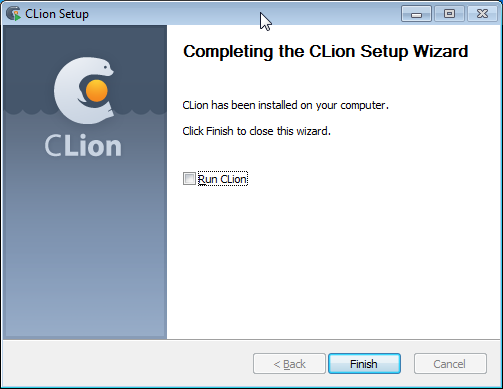 CLion Setup
Completing the CLion Setup Wizard
CLion has been installed on your computer.
Click Finish to close this wizard.
CLion
Run CLion
< Back
Finish
Cancel